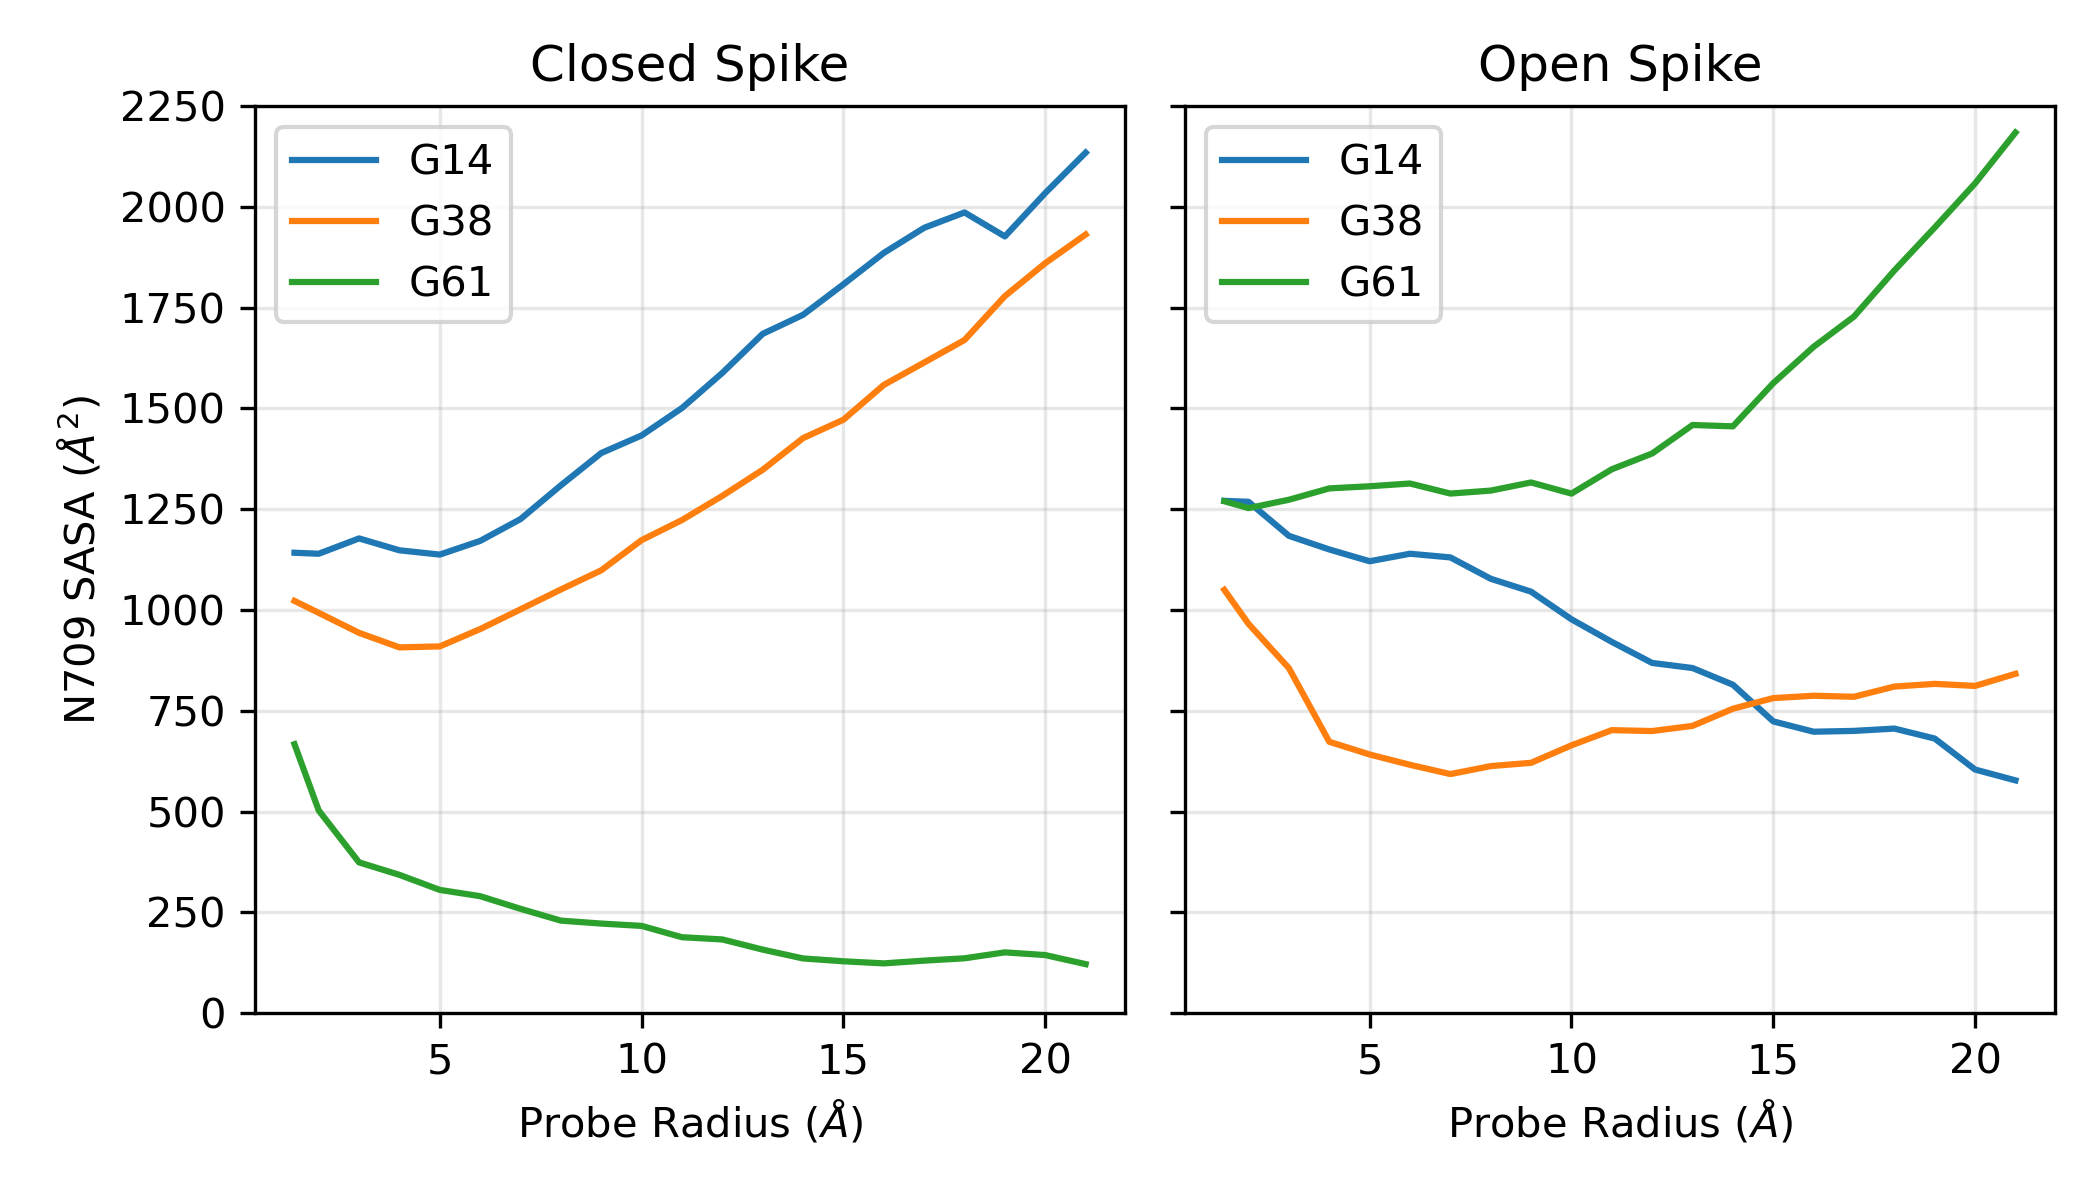 Closed Spike
Open Spike
N709 SASA (Å²)
2250
2000
1750
1500
1250
1000
750
500
250
0
G14
G38
G61
G14
G38
G61
5 10 15 20
5 10 15 20
Probe Radius (Å)
Probe Radius (Å)